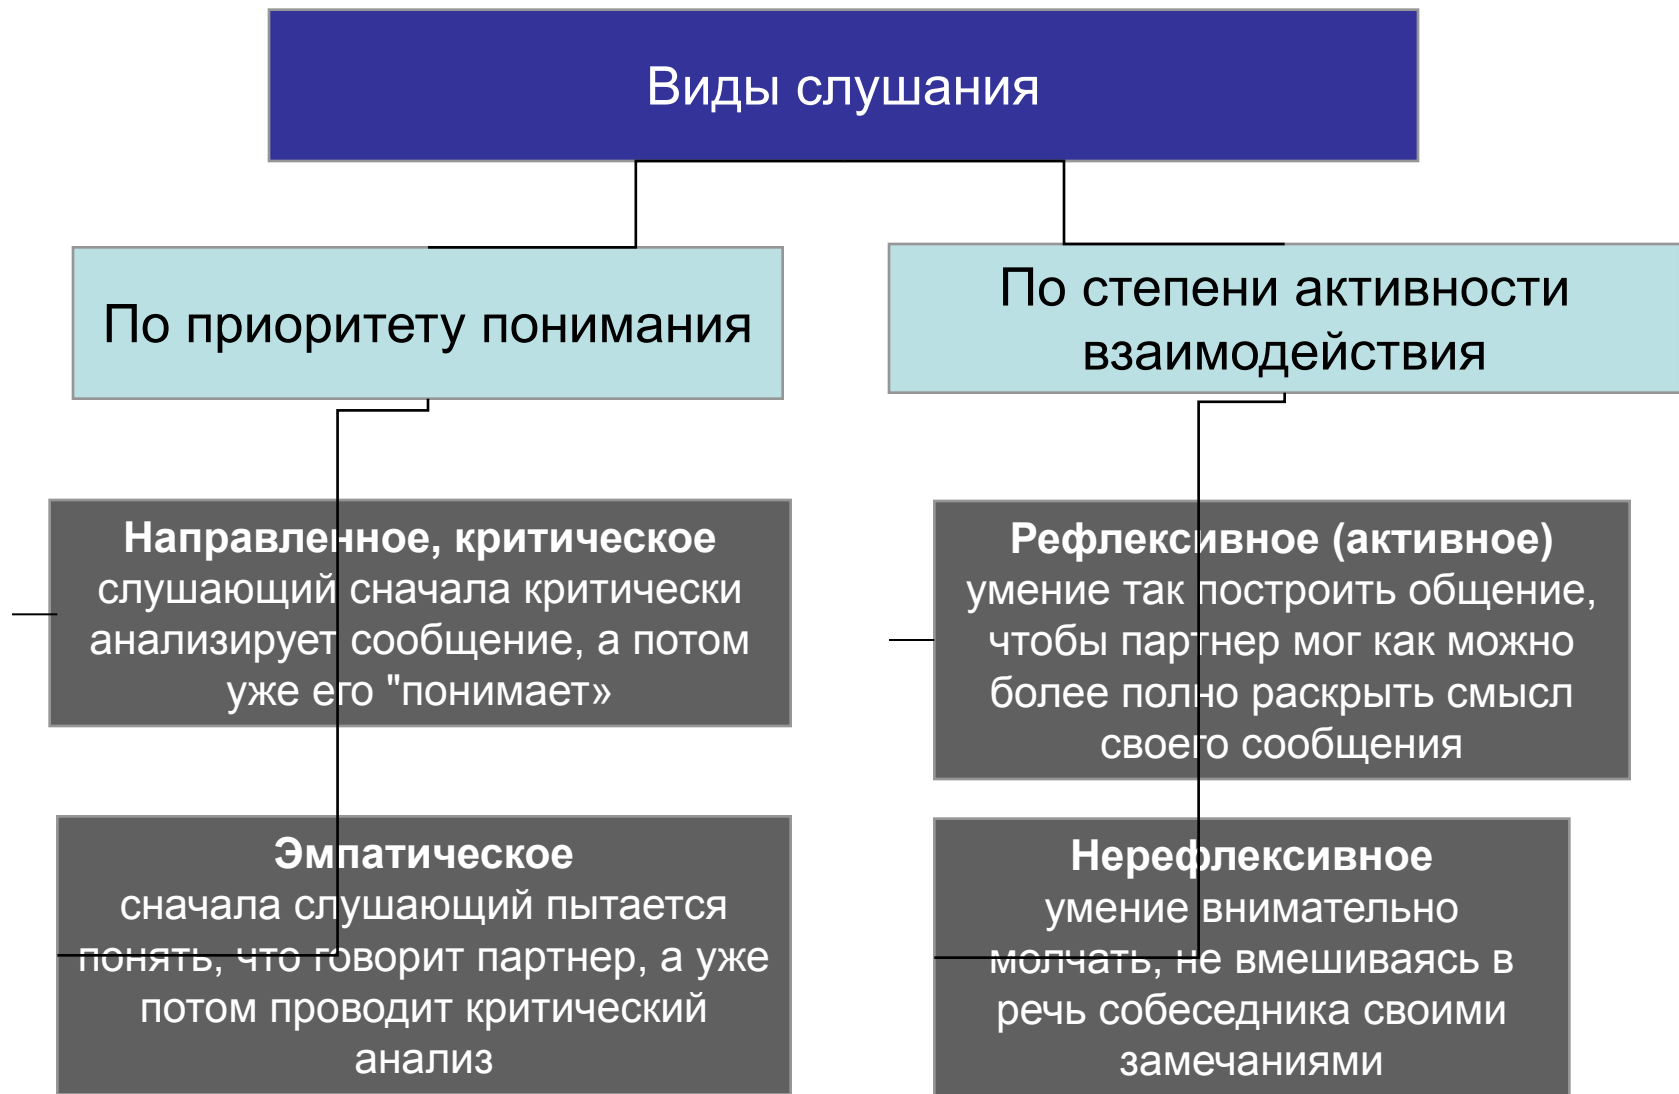 Виды слушания
По приоритету понимания
По степени активности
взаимодействия
Направленное, критическое
слушающий сначала критически
анализирует сообщение, а потом
уже его "понимает»
Эмпатическое
сначала слушающий пытается
понять, что говорит партнер, а уже
потом проводит критический
анализ
Рефлексивное (активное)
умение так построить общение,
чтобы партнер мог как можно
более полно раскрыть смысл
своего сообщения
Нерефлексивное
умение внимательно
молчать, не вмешиваясь в
речь собеседника своими
замечаниями